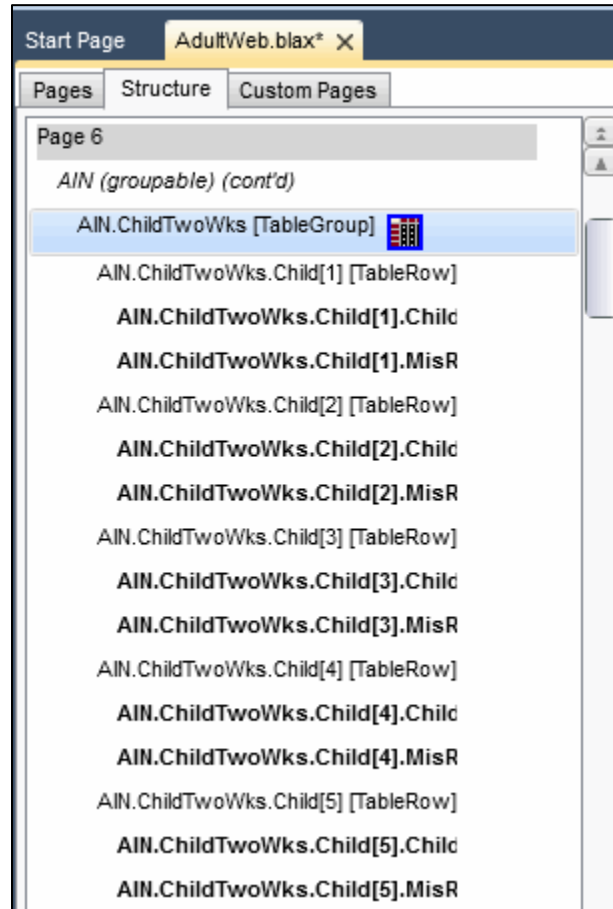 Start Page AdultWeb.blax*
Pages Structure Custom Pages
Page 6
AIN (groupable) (cont'd)
AIN.ChildTwoWks [TableGroup]
AIN.ChildTwoWks.Child[1] [TableRow]
AIN.ChildTwoWks.Child[1].Child
AIN.ChildTwoWks.Child[1].MisR
AIN.ChildTwoWks.Child[2] [TableRow]
AIN.ChildTwoWks.Child[2].Child
AIN.ChildTwoWks.Child[2].MisR
AIN.ChildTwoWks.Child[3] [TableRow]
AIN.ChildTwoWks.Child[3].Child
AIN.ChildTwoWks.Child[3].MisR
AIN.ChildTwoWks.Child[4] [TableRow]
AIN.ChildTwoWks.Child[4].Child
AIN.ChildTwoWks.Child[4].MisR
AIN.ChildTwoWks.Child[5] [TableRow]
AIN.ChildTwoWks.Child[5].Child
AIN.ChildTwoWks.Child[5].MisR